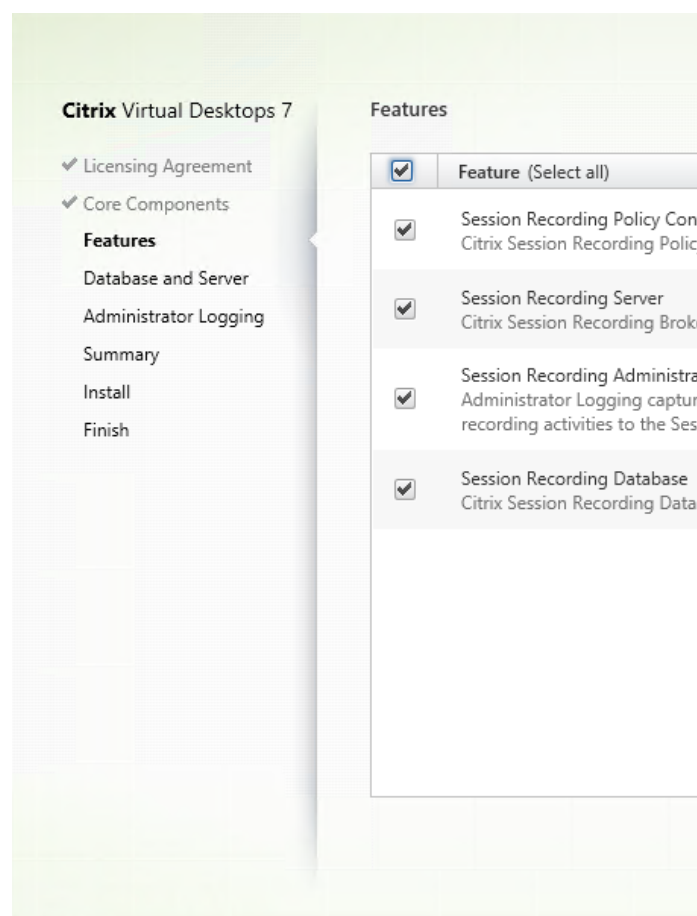 Citrix Virtual Desktops 7
Licensing Agreement
Core Components
Features
Database and Server
Administrator Logging
Summary
Install
Finish
Features
Feature (Select all)
Session Recording Policy Con
Citrix Session Recording Polic
Session Recording Server
Citrix Session Recording Brok
Session Recording Administra
Administrator Logging captur
recording activities to the Ses
Session Recording Database
Citrix Session Recording Data